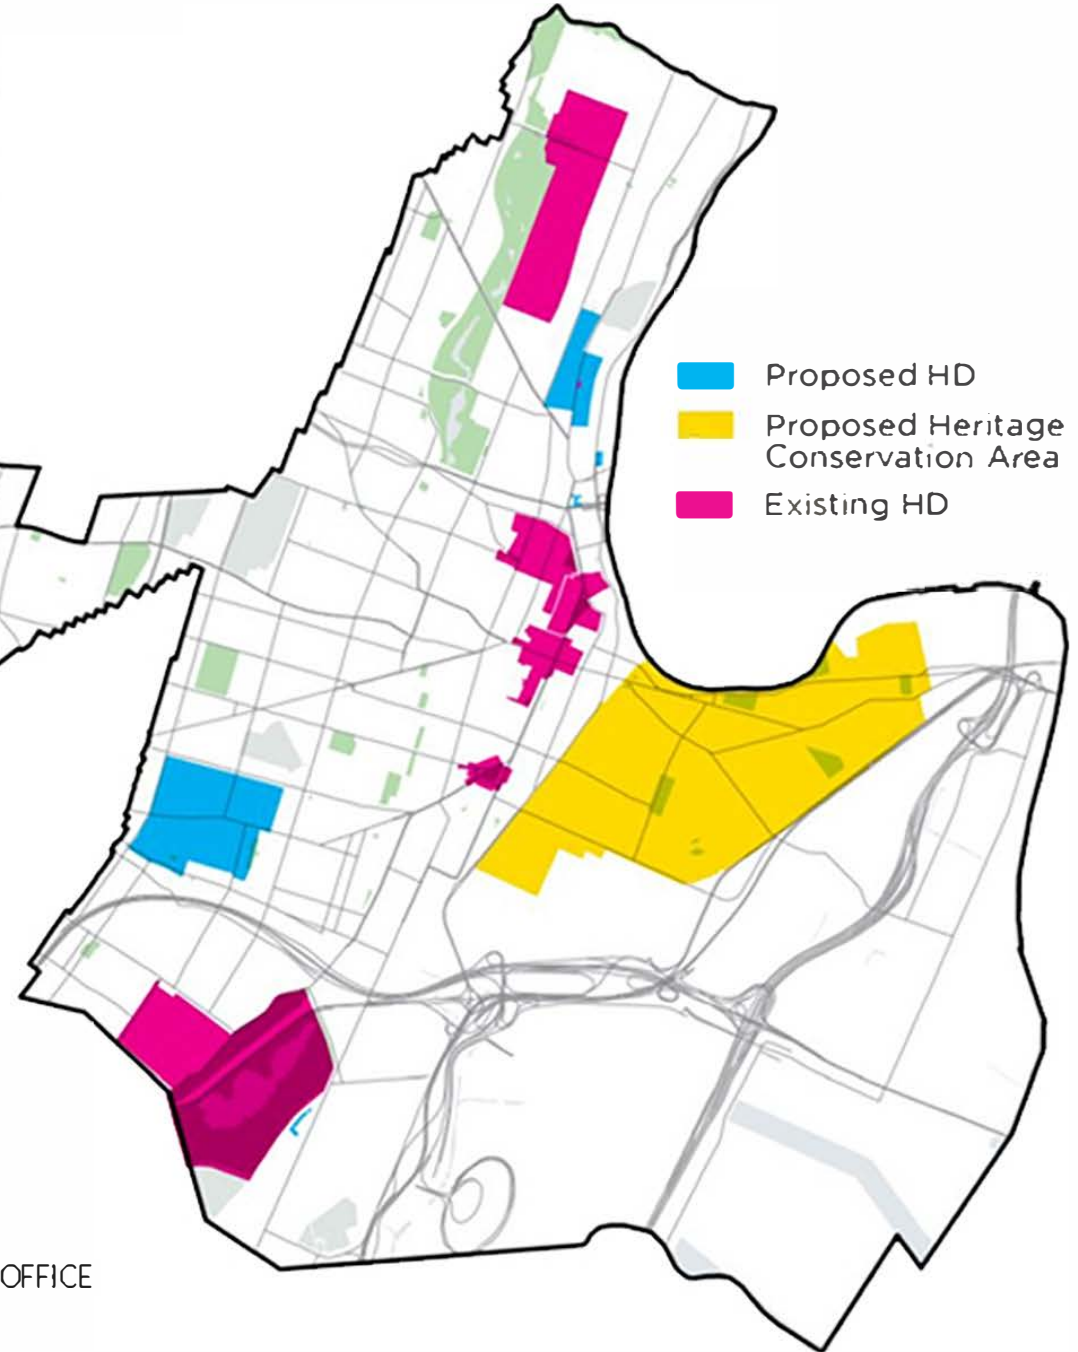 Proposed HD
Proposed Heritage
Conservation Area
Existing HD
OFFICE